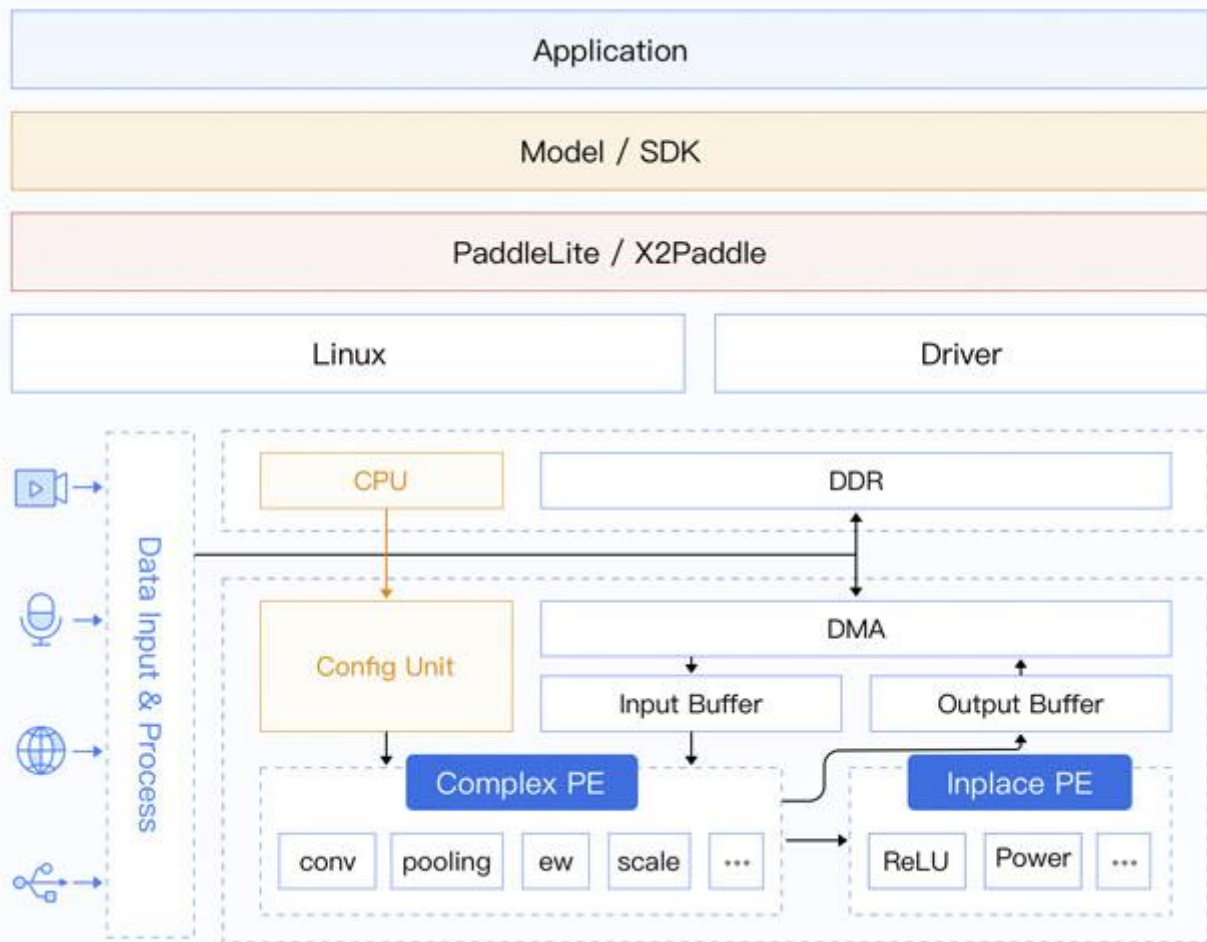 Application
Model / SDK
PaddleLite / X2Paddle
Linux
Driver
Data Input & Process
CPU
DDR
Config Unit
DMA
Input Buffer
Output Buffer
Complex PE
conv
pooling
ew
scale
•••
Inplace PE
ReLU
Power
•••